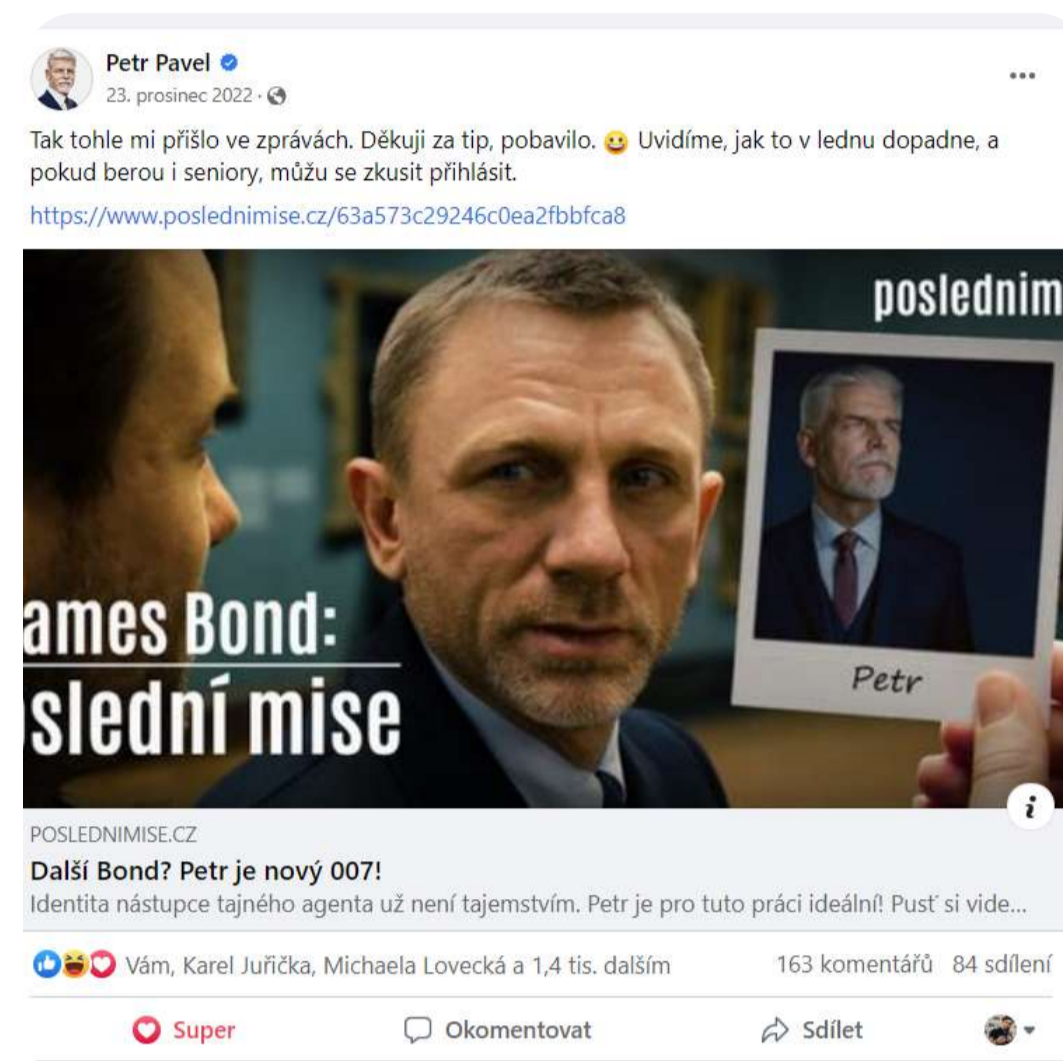 Petr Pavel
23. prosinec 2022 ·
Tak tohle mi přišlo ve zprávách. Děkuji za tip, pobavilo. 😀 Uvidíme, jak to v lednu dopadne, a
pokud berou i seniory, můžu se zkusit přihlásit.
https://www.poslednimise.cz/63a573c29246c0ea2fbbfca8
poslednim
Petr
ames Bond:
slední mise
POSLEDNIMISE.CZ
Další Bond? Petr je nový 007!
Identita nástupce tajného agenta už není tajemstvím. Petr je pro tuto práci ideální! Pusť si vide...
Vám, Karel Juřička, Michaela Lovecká a 1,4 tis. dalším
163 komentářů 84 sdílení
Super
Okomentovat
Sdílet